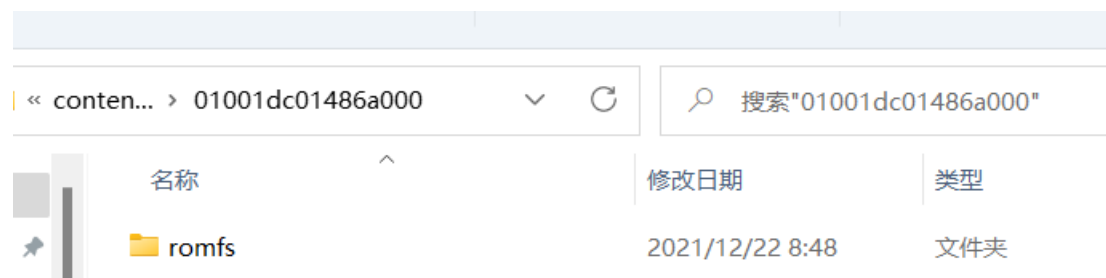 « conten... › 01001dc01486a000 搜索"01001dc01486a000"
名称 修改日期 类型
romfs 2021/12/22 8:48 文件夹